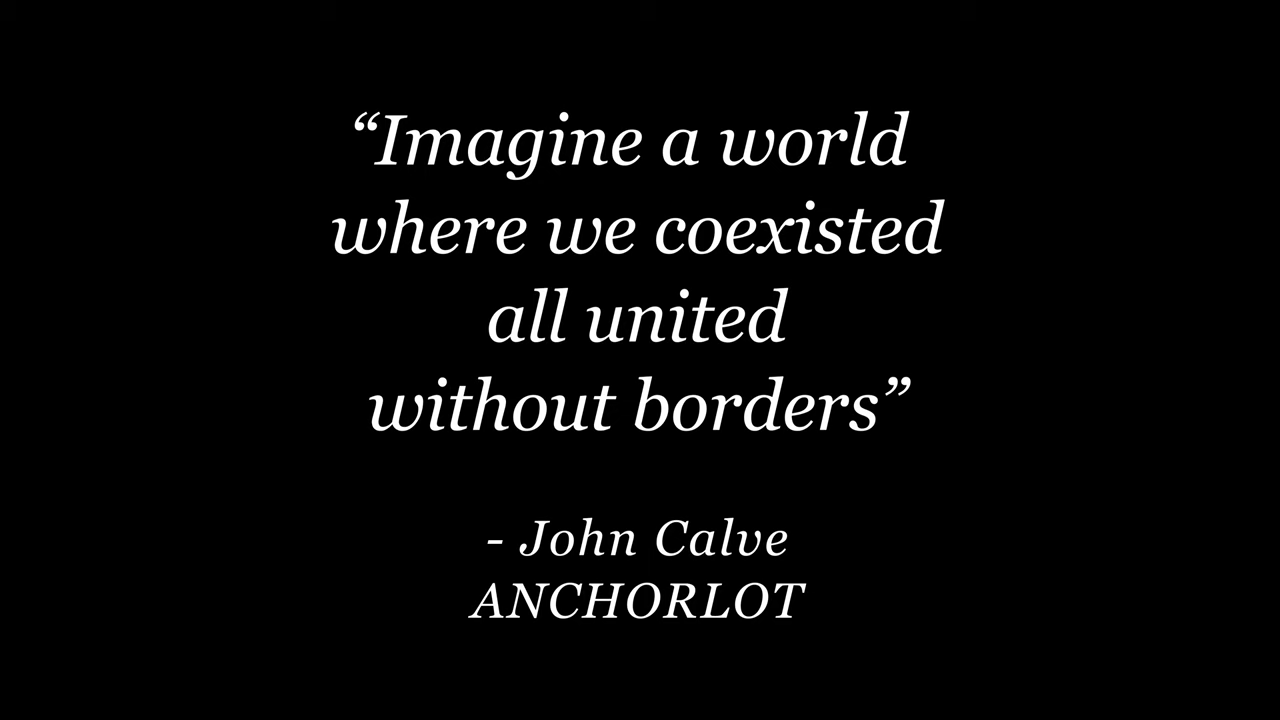 “Imagine a world
where we coexisted
all united
without borders”
- John Calve
ANCHORLOT